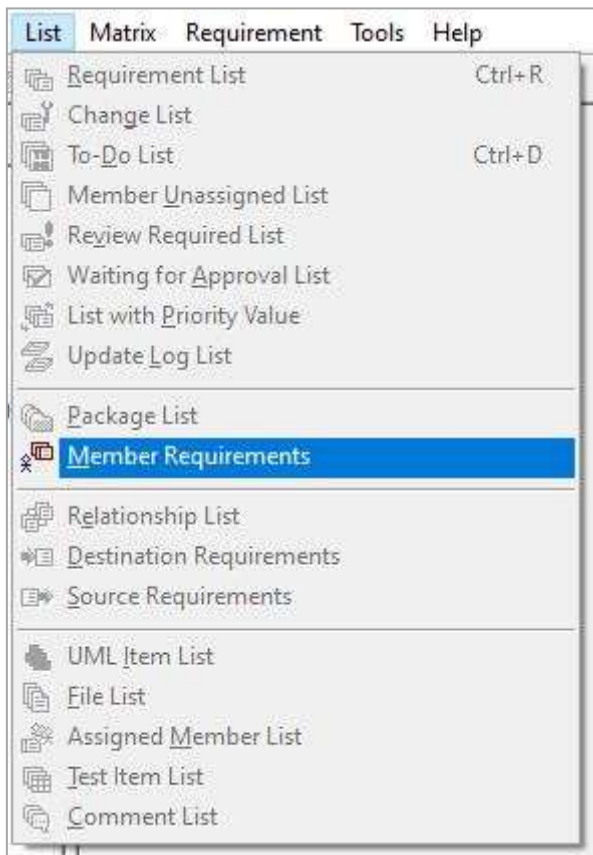 List Matrix Requirement Tools Help
Requirement List Ctrl+R
Change List
To-Do List Ctrl+D
Member Unassigned List
Review Required List
Waiting for Approval List
List with Priority Value
Update Log List
Package List
Member Requirements
Relationship List
Destination Requirements
Source Requirements
UML Item List
File List
Assigned Member List
Test Item List
Comment List